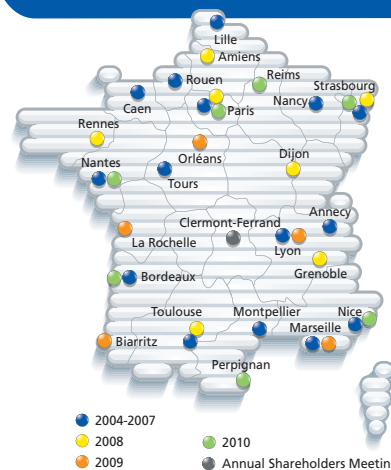 Lille
Amiens
Rouen
Reims
Strasbourg
Caen
Paris
Nancy
Rennes
Orléans
Dijon
Nantes
Tours
Annecy
Clermont-Ferrand
La Rochelle
Lyon
Grenoble
Bordeaux
Toulouse
Montpellier
Nice
Marseille
Biarritz
Perpignan
2004-2007
2008
2010
2009
Annual Shareholders Meetin